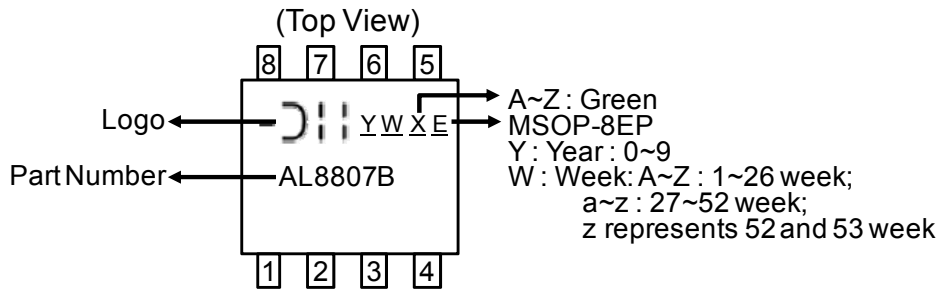 (Top View)
8 7 6 5
Logo
Y W X E
A~Z : Green
MSOP-8EP
Y : Year : 0~9
W : Week: A~Z : 1~26 week;
a~z : 27~52 week;
z represents 52 and 53 week
Part Number
AL8807B
1 2 3 4